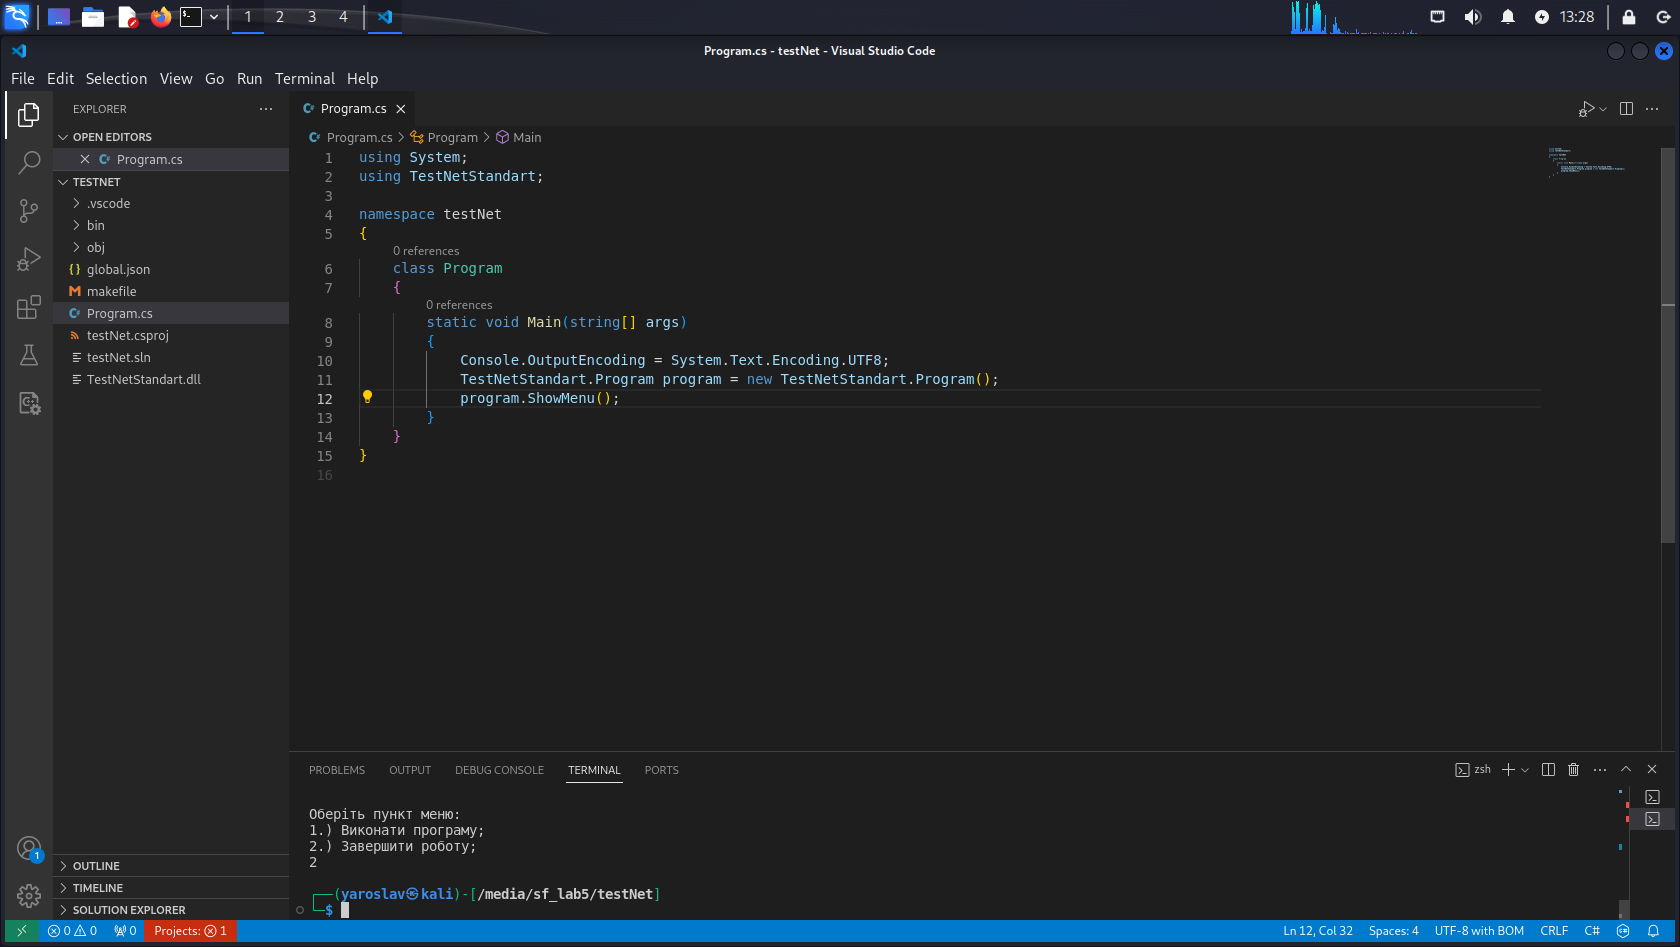 1 2 3 4 13:28
Program.cs - testNet - Visual Studio Code
File Edit Selection View Go Run Terminal Help
EXPLORER
OPEN EDITORS
Program.cs
TESTNET
.vscode
bin
obj
{} global.json
M makefile
C# Program.cs
testNet.csproj
testNet.sln
TestNetStandart.dll
OUTLINE
TIMELINE
SOLUTION EXPLORER
Program.cs
Program.cs > Program > Main
1 using System;
2 using TestNetStandart;
3
4 namespace testNet
5 {
0 references
6 class Program
7 {
0 references
8 static void Main(string[] args)
9 {
10 Console.OutputEncoding = System.Text.Encoding.UTF8;
11 TestNetStandart.Program program = new TestNetStandart.Program();
12 program.ShowMenu();
13 }
14 }
15 }
16
PROBLEMS OUTPUT DEBUG CONSOLE TERMINAL PORTS
zsh
Оберіть пункт меню:
1.) Виконати програму;
2.) Завершити роботу;
2
(yaroslav㉿kali)-[/media/sf_lab5/testNet]
$
1
0 0 0 Projects: 1
Ln 12, Col 32 Spaces: 4 UTF-8 with BOM CRLF C#